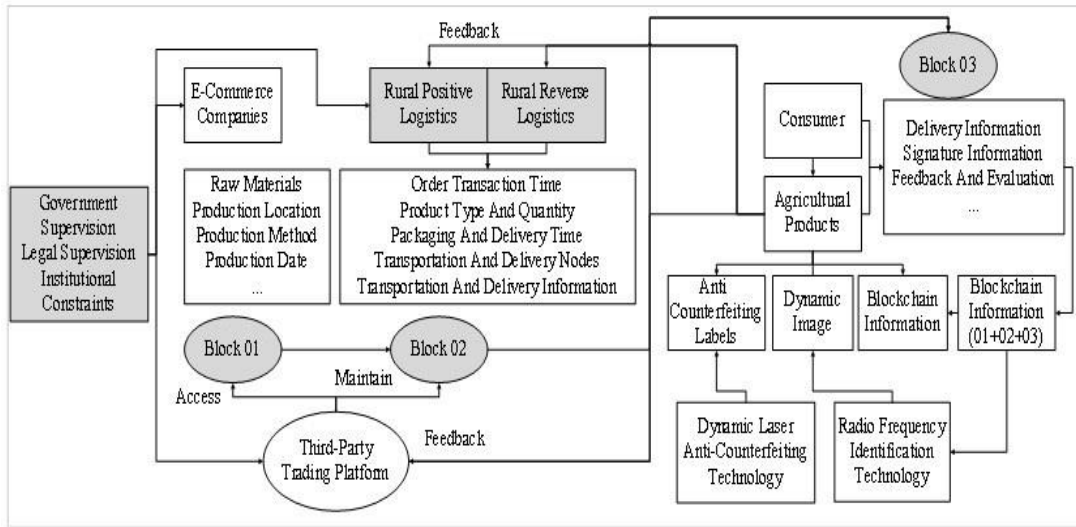 Feedback
Block 03
E-Commerce
Companies
Rural Positive
Logistics
Rural Reverse
Logistics
Consumer
Delivery Information
Signature Information
Feedback And Evaluation
...
Government
Supervision
Legal Supervision
Institutional
Constraints
Raw Materials
Production Location
Production Method
Production Date
...
Order Transaction Time
Product Type And Quantity
Packaging And Delivery Time
Transportation And Delivery Nodes
Transportation And Delivery Information
Agricultural
Products
Anti
Counterfeiting
Labels
Dynamic
Image
Blockchain
Information
Blockchain
Information
(01+02+03)
Block 01
Block 02
Access
Maintain
Third-Party
Trading Platform
Feedback
Dynamic Laser
Anti-Counterfeiting
Technology
Radio Frequency
Identification
Technology